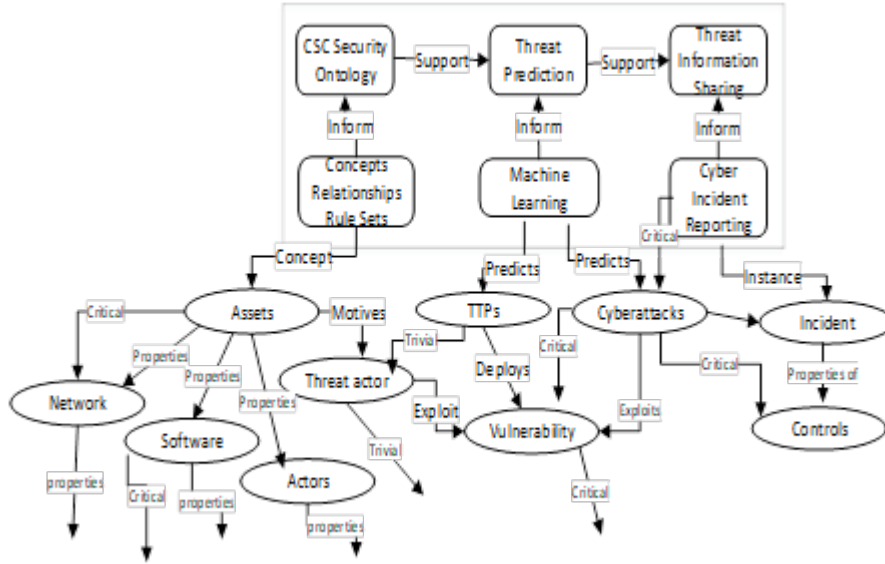 CSC Security
Ontology
Support
Threat
Prediction
Support
Threat
Information
Sharing
Inform
Inform
Inform
Concepts
Relationships
Rule Sets
Machine
Learning
Cyber
Incident
Reporting
Critical
Concept
Predicts
Predicts
Instance
Assets
Motives
TTPs
Cyberattacks
Incident
Critical
Properties
Properties
Properties
Trivial
Deploys
Critical
Critical
Properties of
Network
Threat actor
Exploit
Exploits
Software
Vulnerability
Controls
Trivial
Actors
properties
Critical
properties
properties
Critical